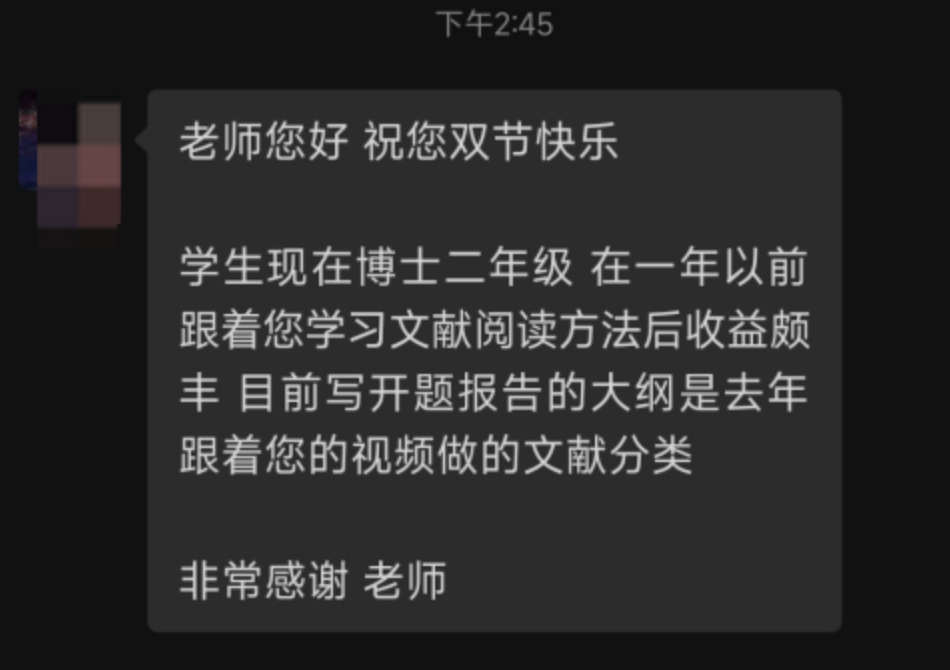 下午2:45
老师您好 祝您双节快乐
学生现在博士二年级 在一年以前
跟着您学习文献阅读方法后收益颇
丰 目前写开题报告的大纲是去年
跟着您的视频做的文献分类
非常感谢 老师